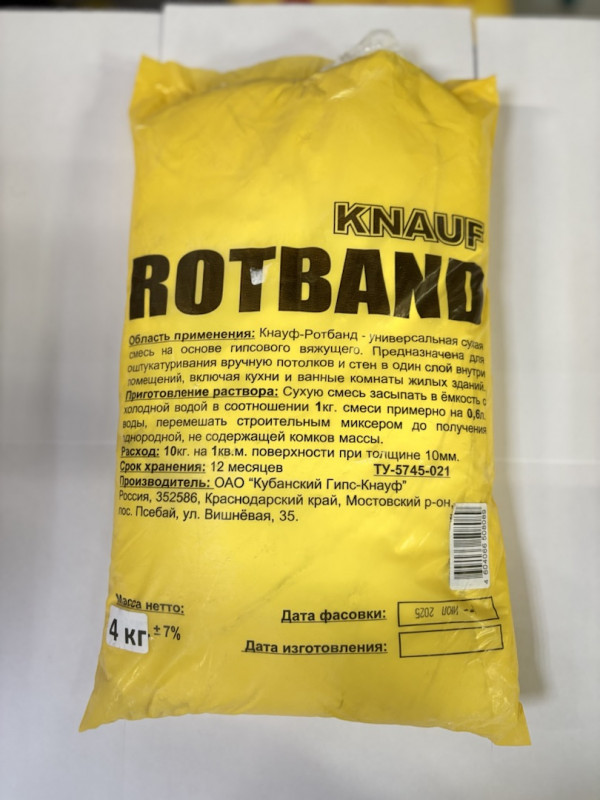 KNAUF
ROTBAND
Область применения: Кнауф-Ротбанд - универсальная сухая
смесь на основе гипсового вяжущего. Предназначена для
оштукатуривания вручную потолков и стен в один слой внутри
помещений, включая кухни и ванные комнаты жилых зданий.
Приготовление раствора: Сухую смесь засыпать в ёмкость с
холодной водой в соотношении 1кг. смеси примерно на 0,6л.
воды, перемешать строительным миксером до получения
однородной, не содержащей комков массы.
Расход: 10кг. на 1кв.м. поверхности при толщине 10мм.
Срок хранения: 12 месяцев ТУ-5745-021
Производитель: ОАО "Кубанский Гипс-Кнауф"
Россия, 352586, Краснодарский край, Мостовский р-он,
пос. Псебай, ул. Вишнёвая, 35.
Масса нетто:
4 кг. ± 7%
Дата фасовки: ИЮЛ 2025
Дата изготовления: